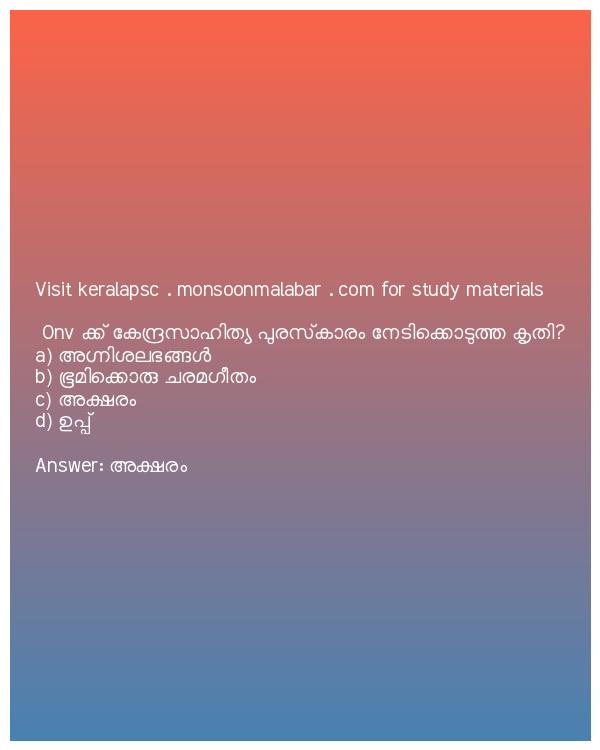 Visit keralapsc . monsoonmalabar . com for study materials
Onv ക്ക് കേന്ദ്രസാഹിത്യ പുരസ്കാരം നേടിക്കൊടുത്ത കൃതി?
a) അഗ്നിശലഭങ്ങൾ
b) ഭൂമിക്കൊരു ചരമഗീതം
c) അക്ഷരം
d) ഉപ്പ്
Answer: അക്ഷരം